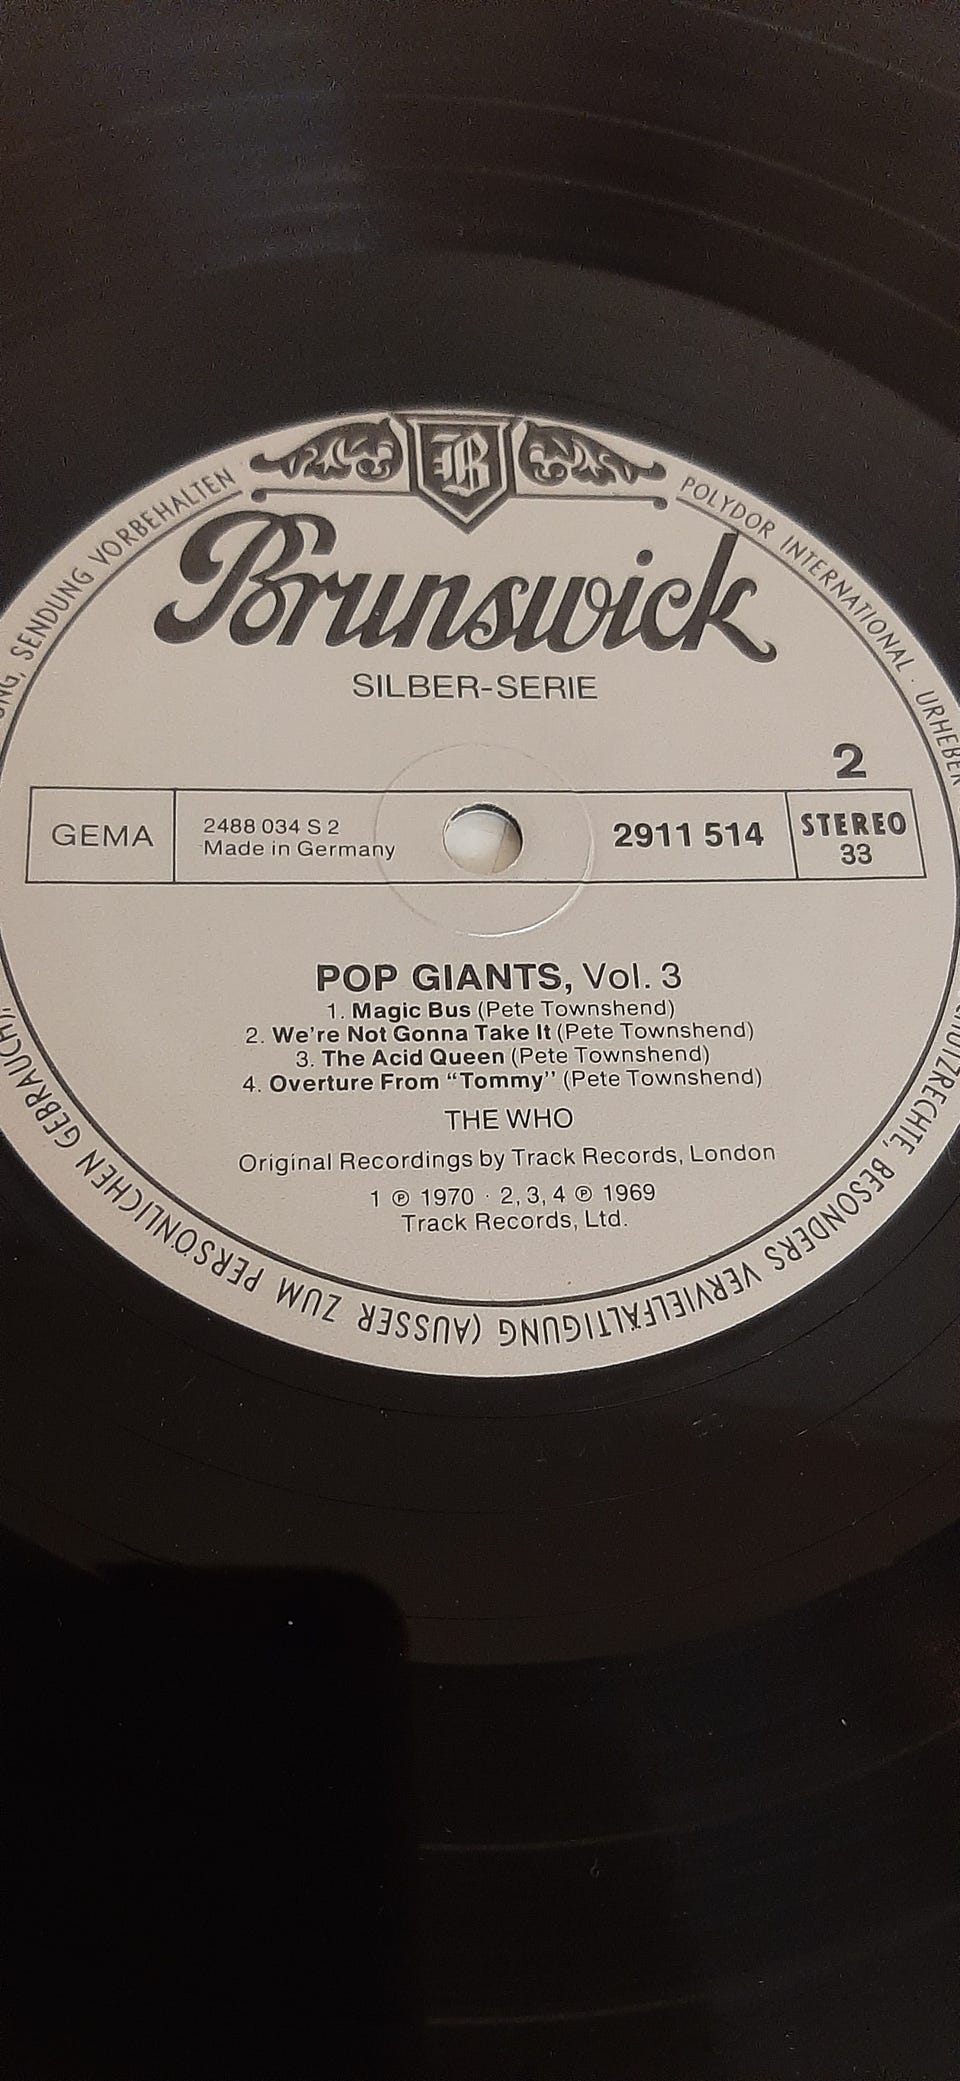 B
Brunswick
SILBER-SERIE
2
GEMA
2488 034 S 2
Made in Germany
2911 514
STEREO
33
POP GIANTS, Vol. 3
1. Magic Bus (Pete Townshend)
2. We're Not Gonna Take It (Pete Townshend)
3. The Acid Queen (Pete Townshend)
4. Overture From “Tommy” (Pete Townshend)
THE WHO
Original Recordings by Track Records, London
1 ℗ 1970 · 2, 3, 4 ℗ 1969
Track Records, Ltd.
POLYDOR INTERNATIONAL · URHEBER
BESONDERS VERVIELFÄLTIGUNG (AUSSER ZUM PERSÖNLICHEN GEBRAUCH),
SENDUNG VORBEHALTEN